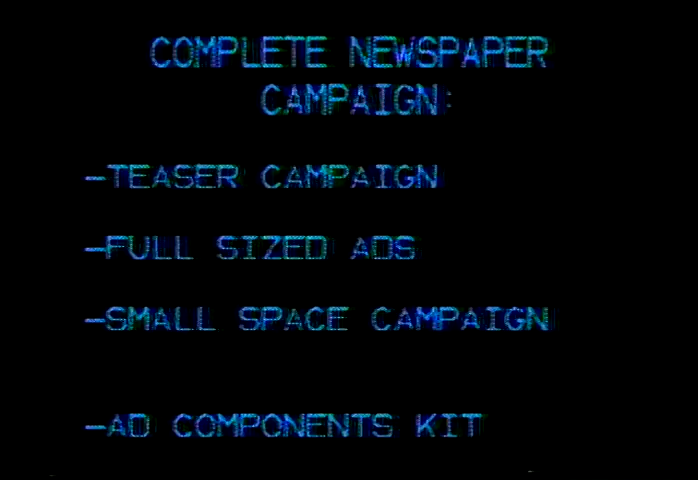 COMPLETE NEWSPAPER
CAMPAIGN:
-TEASER CAMPAIGN
-FULL SIZED ADS
-SMALL SPACE CAMPAIGN
-AD COMPONENTS KIT